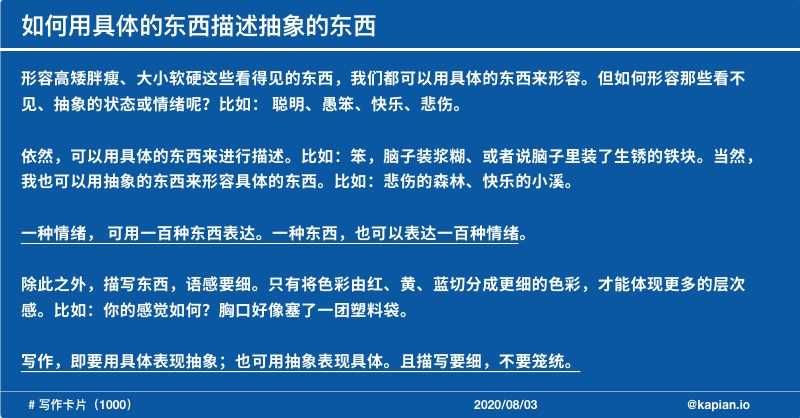 如何用具体的东西描述抽象的东西
形容高矮胖瘦、大小软硬这些看得见的东西，我们都可以用具体的东西来形容。但如何形容那些看不
见、抽象的状态或情绪呢？比如： 聪明、愚笨、快乐、悲伤。
依然，可以用具体的东西来进行描述。比如：笨，脑子装浆糊、或者说脑子里装了生锈的铁块。当然，
我也可以用抽象的东西来形容具体的东西。比如：悲伤的森林、快乐的小溪。
一种情绪， 可用一百种东西表达。一种东西，也可以表达一百种情绪。
除此之外，描写东西，语感要细。只有将色彩由红、黄、蓝切分成更细的色彩，才能体现更多的层次
感。比如：你的感觉如何？胸口好像塞了一团塑料袋。
写作，即要用具体表现抽象；也可用抽象表现具体。且描写要细，不要笼统。
# 写作卡片（1000） 2020/08/03 @kapian.io